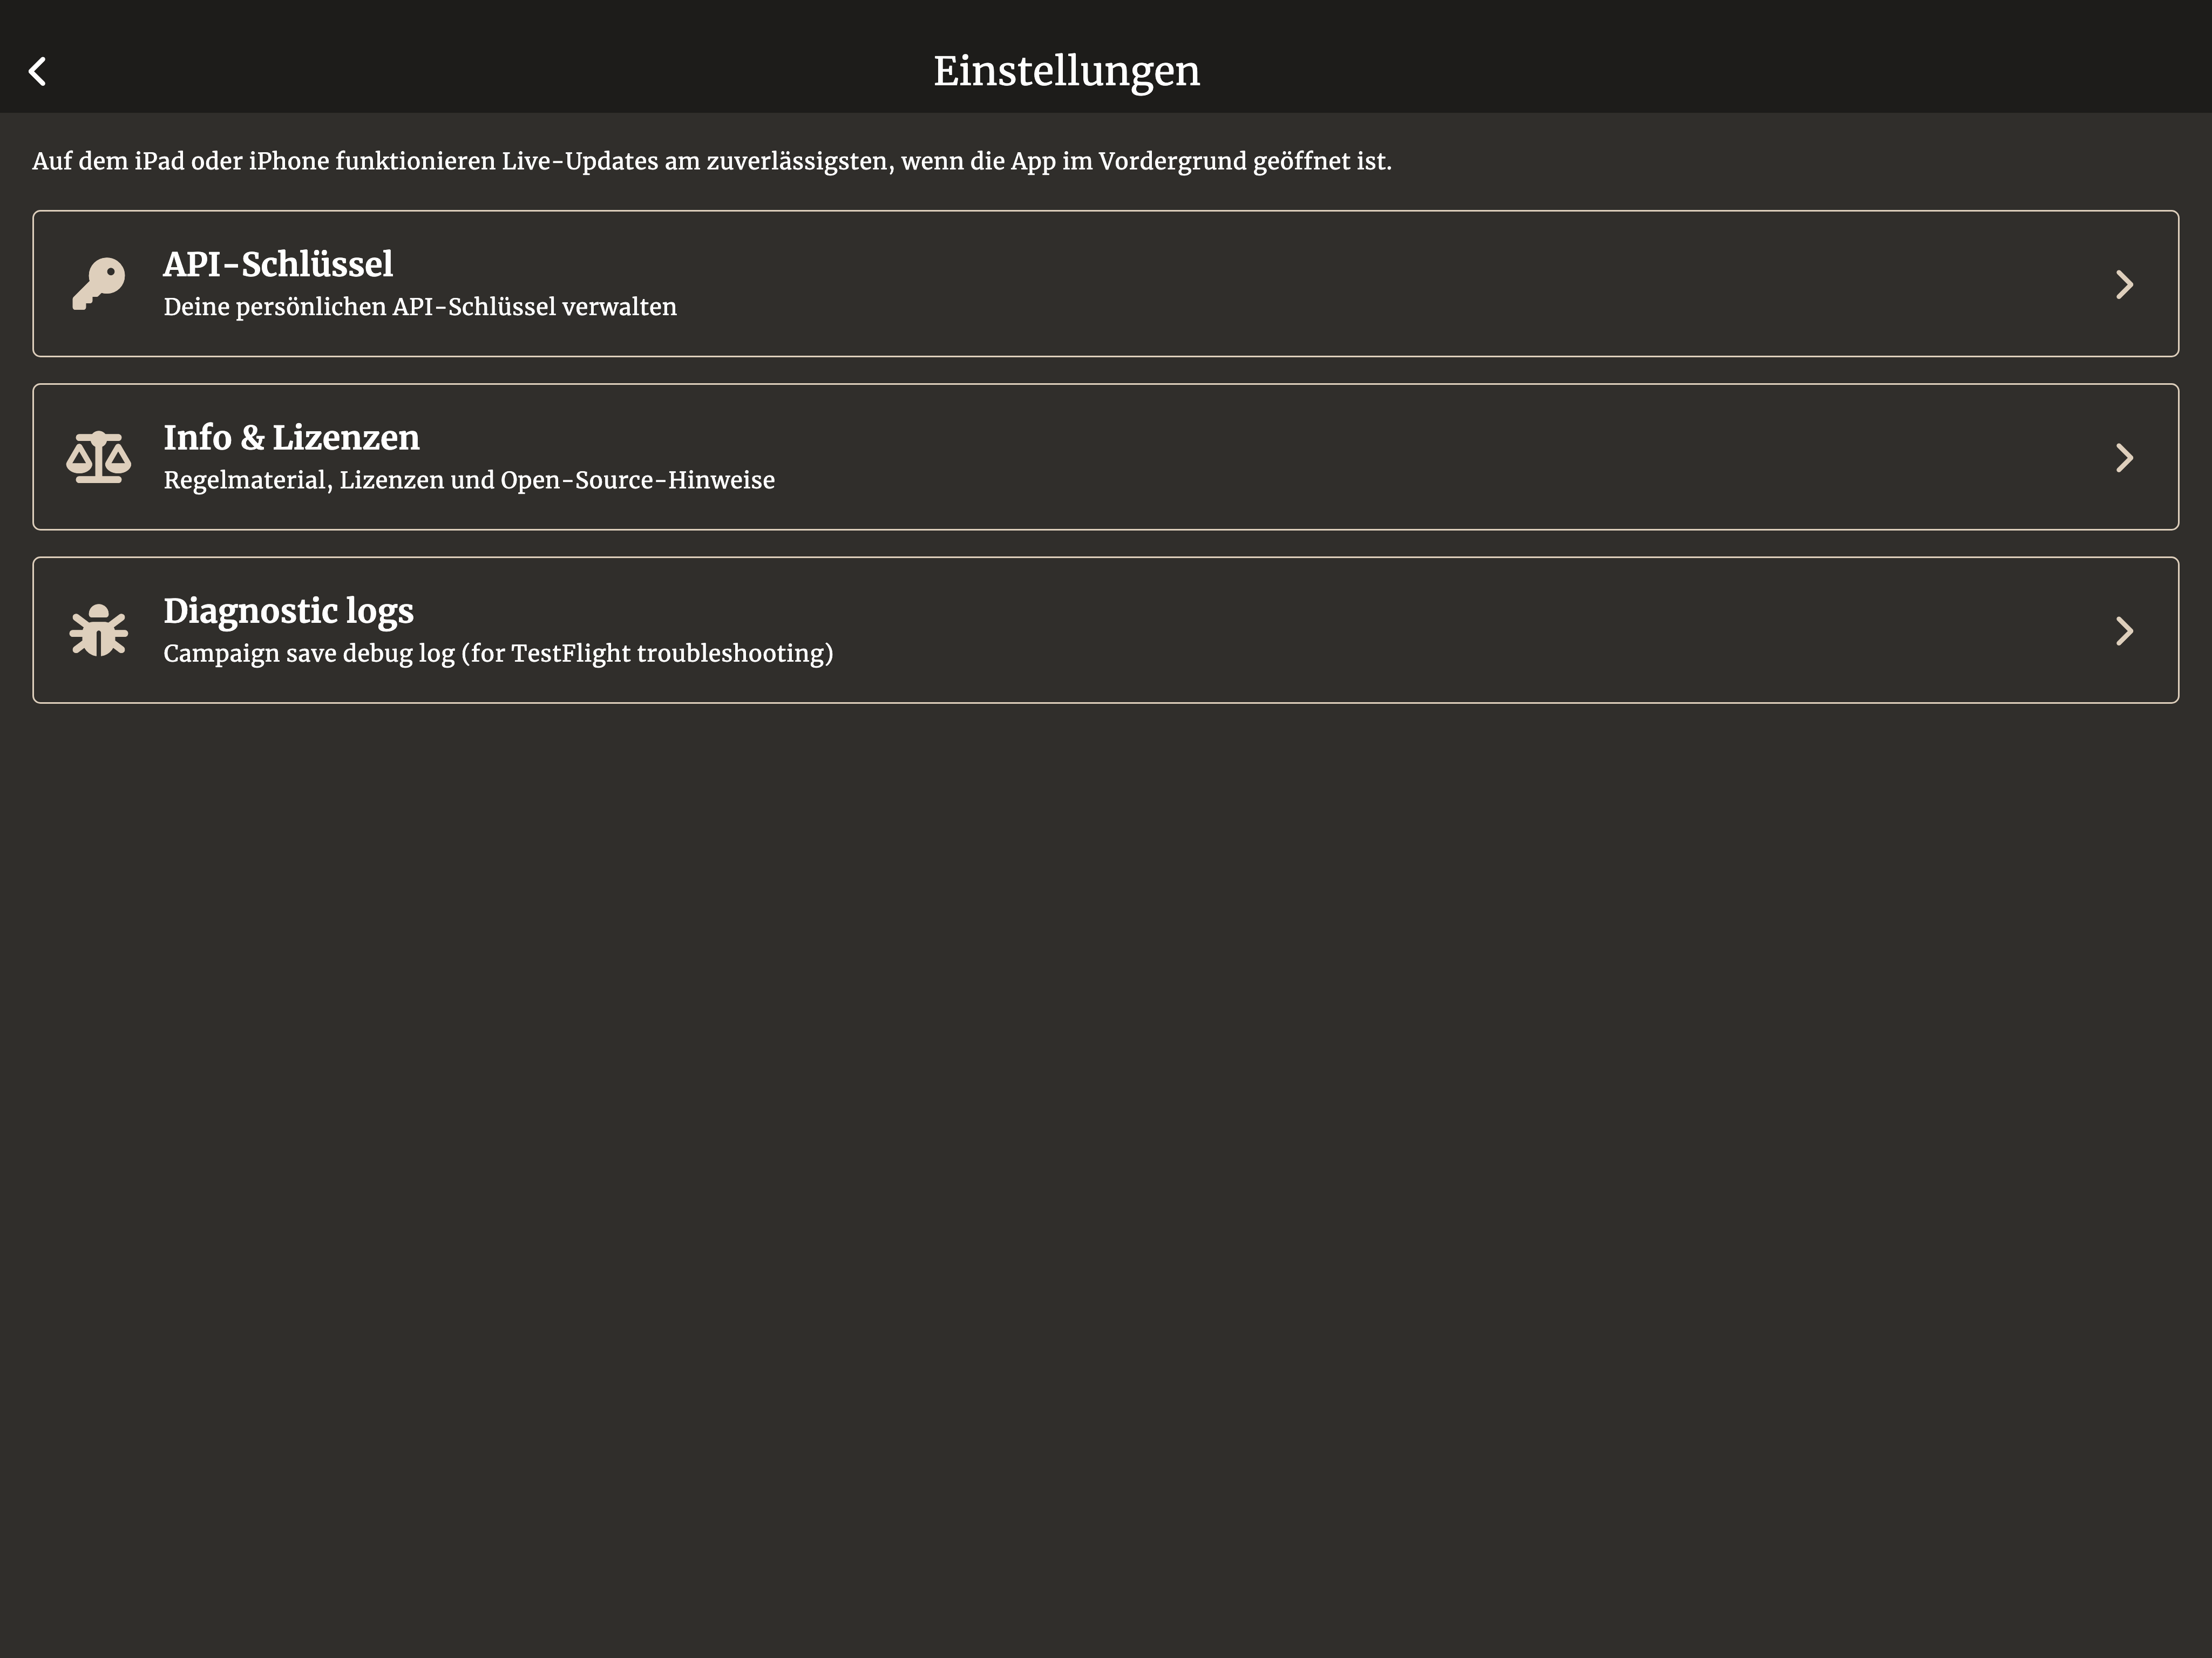 Einstellungen
Auf dem iPad oder iPhone funktionieren Live-Updates am zuverlässigsten, wenn die App im Vordergrund geöffnet ist.
API-Schlüssel
Deine persönlichen API-Schlüssel verwalten
Info & Lizenzen
Regelmaterial, Lizenzen und Open-Source-Hinweise
Diagnostic logs
Campaign save debug log (for TestFlight troubleshooting)